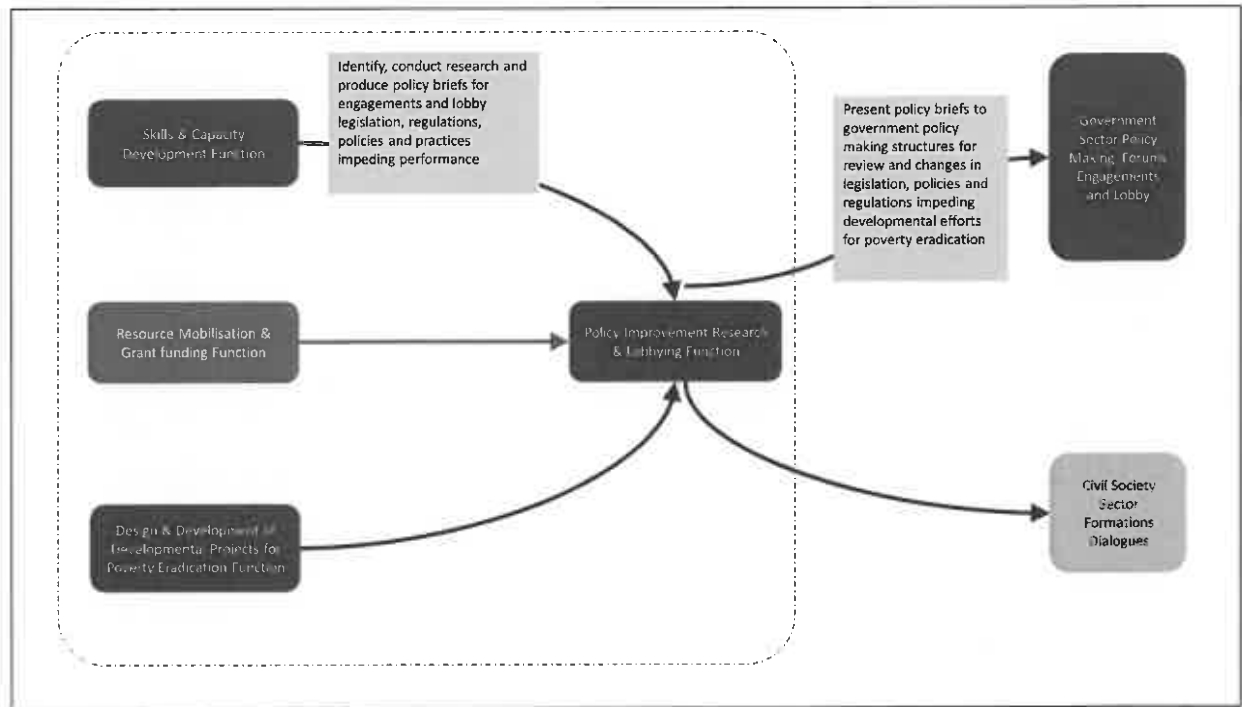 Identify, conduct research and
produce policy briefs for
engagements and lobby
legislation, regulations,
policies and practices
impeding performance
Skills & Capacity
Development Function
Present policy briefs to
government policy
making structures for
review and changes in
legislation, policies and
regulations impeding
developmental efforts
for poverty eradication
Government
Sector Policy
Making Forums
Engagements
and Lobby
Resource Mobilisation &
Grant funding Function
Policy Improvement Research
& Lobbying Function
Design & Development of
Developmental Projects for
Poverty Eradication Function
Civil Society
Sector
Formations
Dialogues